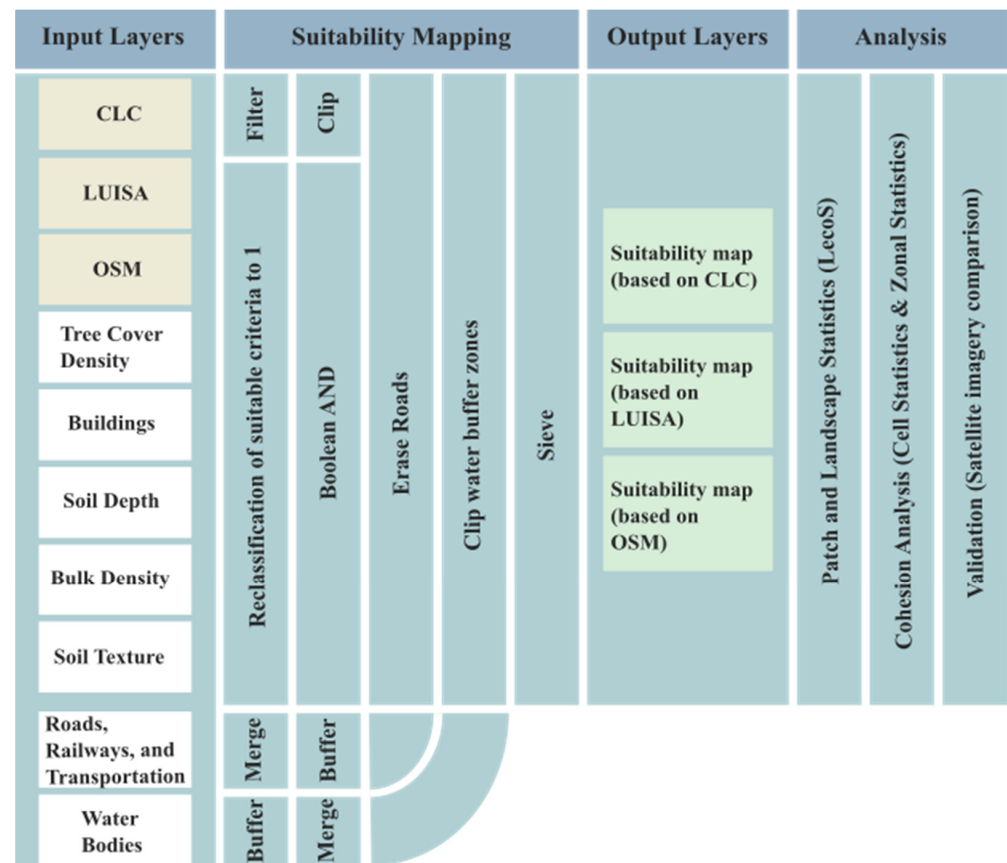 Input Layers
Suitability Mapping
Output Layers
Analysis
CLC
LUISA
OSM
Tree Cover
Density
Buildings
Soil Depth
Bulk Density
Soil Texture
Roads,
Railways, and
Transportation
Water
Bodies
Filter
Clip
Reclassification of suitable criteria to 1
Boolean AND
Merge
Buffer
Buffer
Merge
Erase Roads
Clip water buffer zones
Sieve
Suitability map
(based on CLC)
Suitability map
(based on
LUISA)
Suitability map
(based on
OSM)
Patch and Landscape Statistics (LecoS)
Cohesion Analysis (Cell Statistics & Zonal Statistics)
Validation (Satellite imagery comparison)